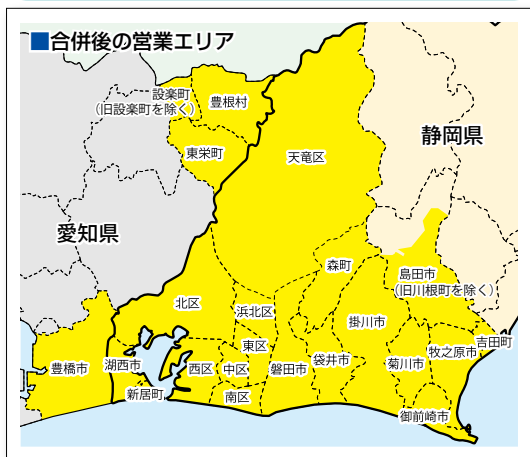 ■合併後の営業エリア
設楽町
（旧設楽町を除く）
豊根村
東栄町
天竜区
静岡県
愛知県
森町
島田市
（旧川根町を除く）
北区
浜北区
掛川市
東区
吉田町
豊橋市
湖西市
西区
中区
磐田市
袋井市
菊川市
牧之原市
新居町
南区
御前崎市